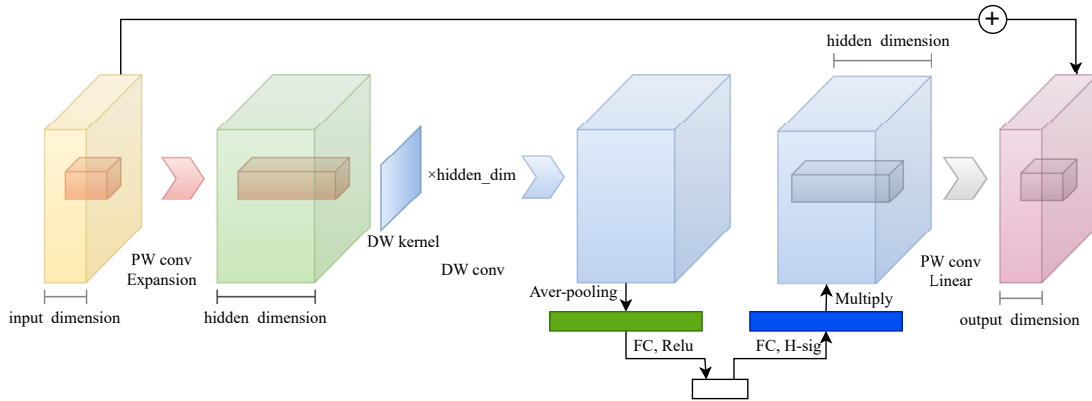 +
hidden dimension
×hidden_dim
DW kernel
PW conv
Expansion
DW conv
PW conv
Linear
Aver-pooling
Multiply
input dimension
hidden dimension
output dimension
FC, Relu
FC, H-sig